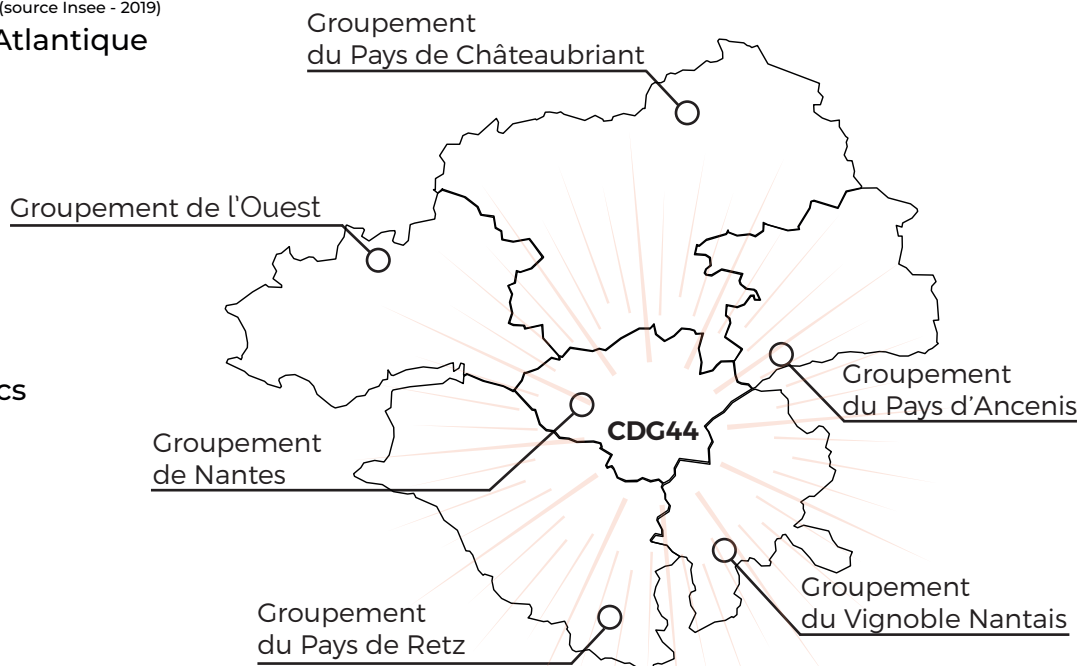 (source Insee - 2019)
Atlantique
Groupement
du Pays de Châteaubriant
Groupement de l'Ouest
cs
Groupement
du Pays d'Ancenis
CDG44
Groupement
de Nantes
Groupement
du Vignoble Nantais
Groupement
du Pays de Retz